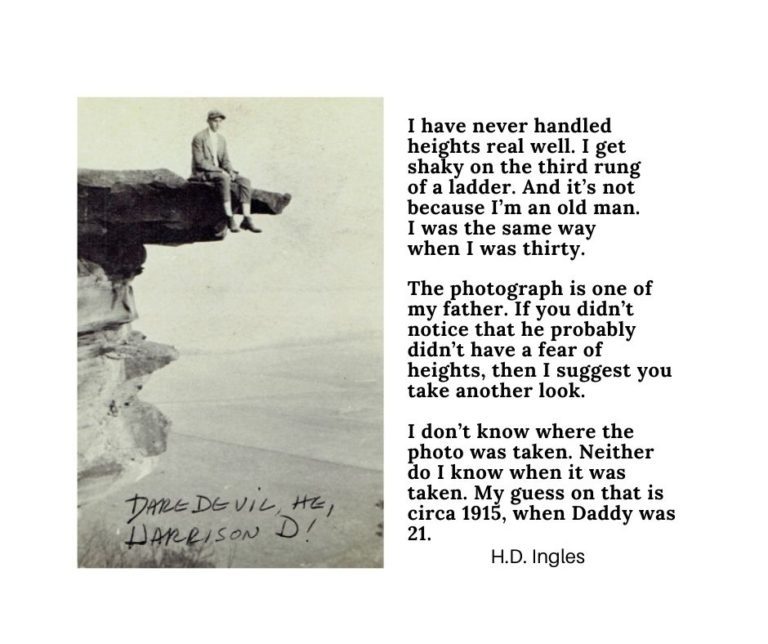 I have never handled
heights real well. I get
shaky on the third rung
of a ladder. And it’s not
because I’m an old man.
I was the same way
when I was thirty.
The photograph is one of
my father. If you didn’t
notice that he probably
didn’t have a fear of
heights, then I suggest you
take another look.
I don’t know where the
photo was taken. Neither
do I know when it was
taken. My guess on that is
circa 1915, when Daddy was
21.
H.D. Ingles
DAREDEVIL, HE,
HARRISON D!